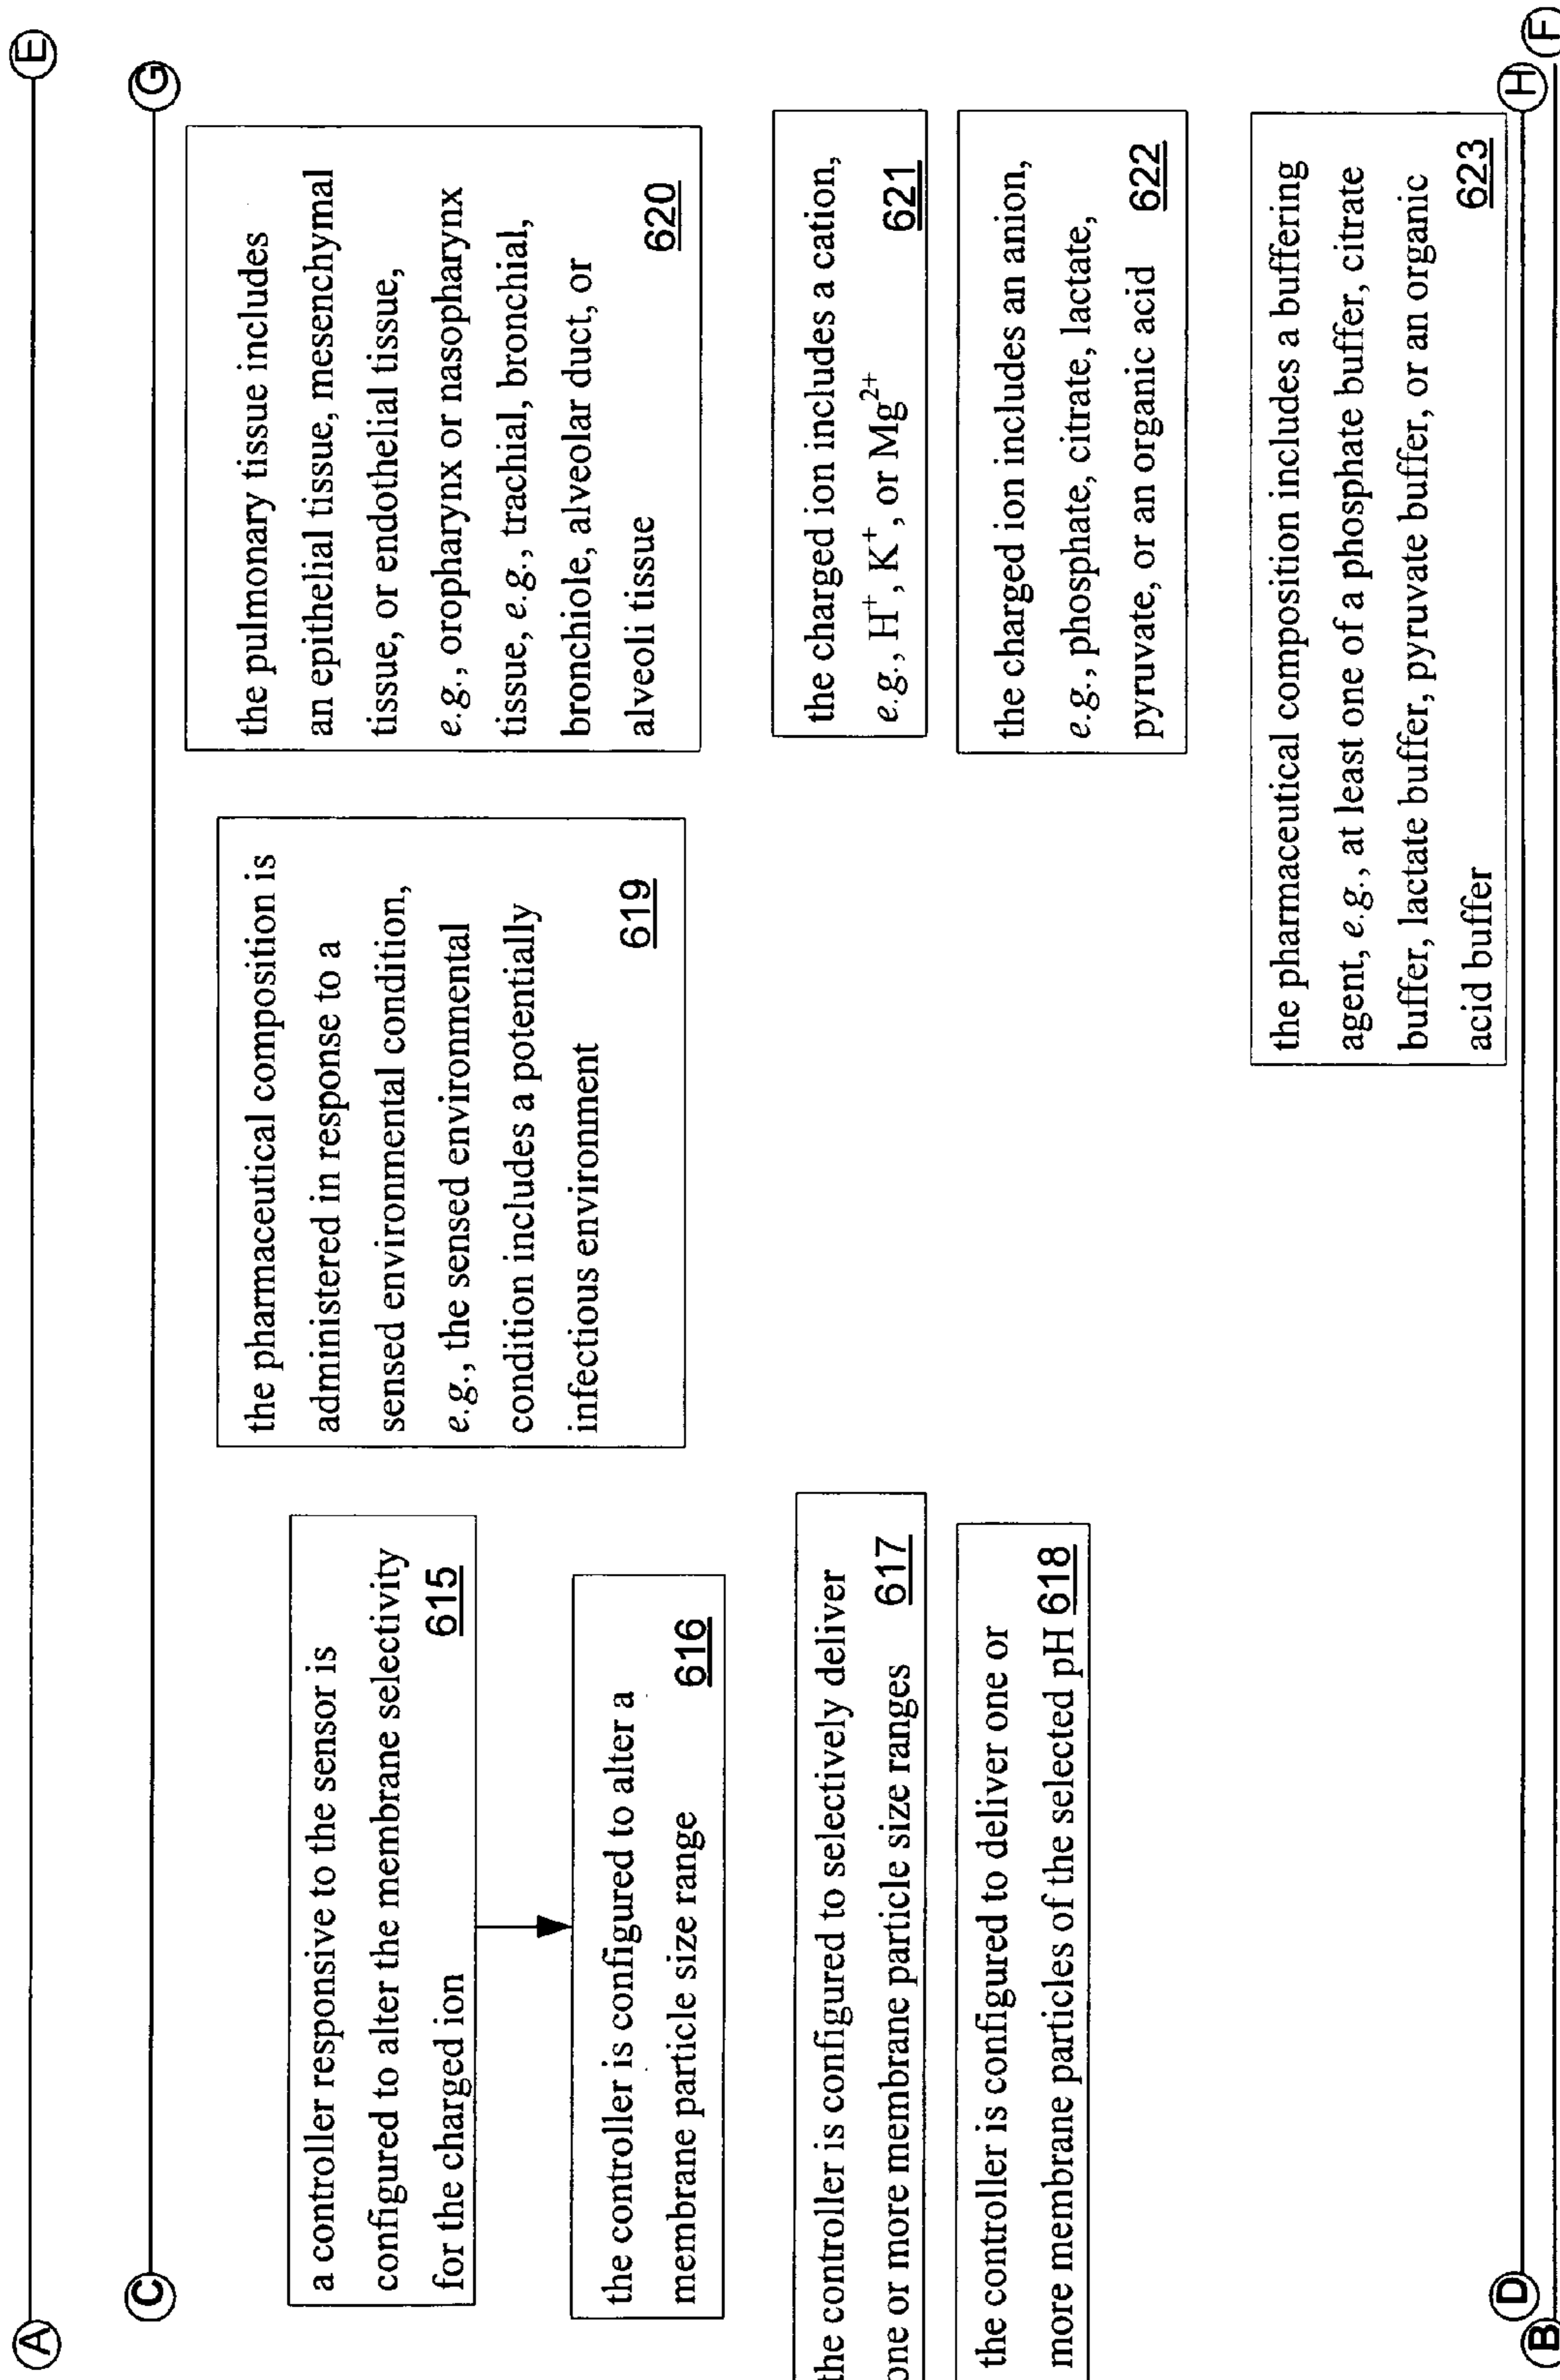 A
E
C
G
a controller responsive to the sensor is
configured to alter the membrane selectivity
for the charged ion
615
the controller is configured to alter a
membrane particle size range
616
the controller is configured to selectively deliver
one or more membrane particle size ranges 617
the controller is configured to deliver one or
more membrane particles of the selected pH 618
the pharmaceutical composition is
administered in response to a
sensed environmental condition,
e.g., the sensed environmental
condition includes a potentially
infectious environment
619
the pulmonary tissue includes
an epithelial tissue, mesenchymal
tissue, or endothelial tissue,
e.g., oropharynx or nasopharynx
tissue, e.g., trachial, bronchial,
bronchiole, alveolar duct, or
alveoli tissue
620
the charged ion includes a cation,
e.g., H⁺, K⁺, or Mg²⁺
621
the charged ion includes an anion,
e.g., phosphate, citrate, lactate,
pyruvate, or an organic acid 622
the pharmaceutical composition includes a buffering
agent, e.g., at least one of a phosphate buffer, citrate
buffer, lactate buffer, pyruvate buffer, or an organic
acid buffer
623
D
H
B
F